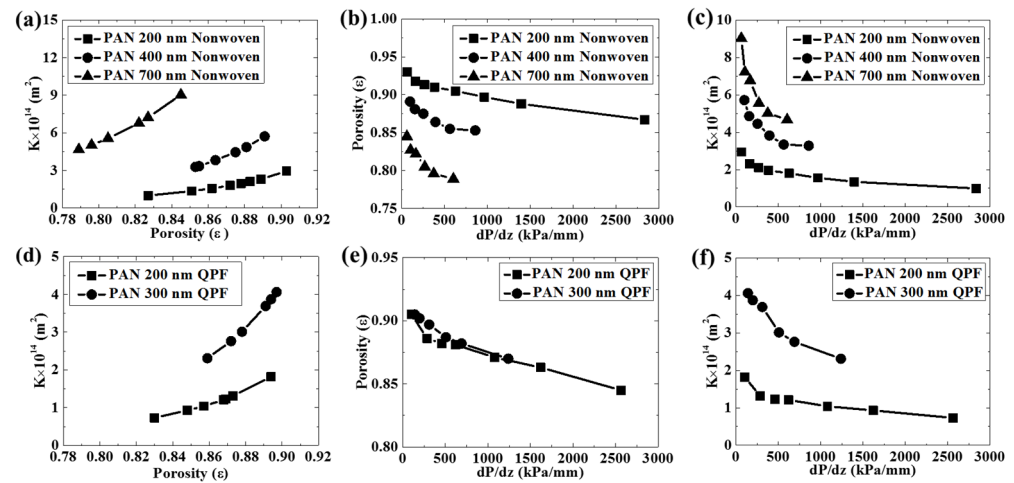 (a)
15
12
9
6
3
0
K×10¹⁴ (m²)
PAN 200 nm Nonwoven
PAN 400 nm Nonwoven
PAN 700 nm Nonwoven
0.78 0.80 0.82 0.84 0.86 0.88 0.90 0.92
Porosity (ε )
(b)
1.00
0.95
0.90
0.85
0.80
0.75
Porosity (ε)
PAN 200 nm Nonwoven
PAN 400 nm Nonwoven
PAN 700 nm Nonwoven
0 500 1000 1500 2000 2500 3000
dP/dz (kPa/mm)
(c)
10
8
6
4
2
0
K×10¹⁴ (m²)
PAN 200 nm Nonwoven
PAN 400 nm Nonwoven
PAN 700 nm Nonwoven
0 500 1000 1500 2000 2500 3000
dP/dz (kPa/mm)
(d)
5
4
3
2
1
0
K×10¹⁴ (m²)
PAN 200 nm QPF
PAN 300 nm QPF
0.78 0.80 0.82 0.84 0.86 0.88 0.90 0.92
Porosity (ε)
(e)
0.95
0.90
0.85
0.80
Porosity (ε)
PAN 200 nm QPF
PAN 300 nm QPF
0 500 1000 1500 2000 2500 3000
dP/dz (kPa/mm)
(f)
5
4
3
2
1
0
K×10¹⁴ (m²)
PAN 200 nm QPF
PAN 300 nm QPF
0 500 1000 1500 2000 2500 3000
dP/dz (kPa/mm)